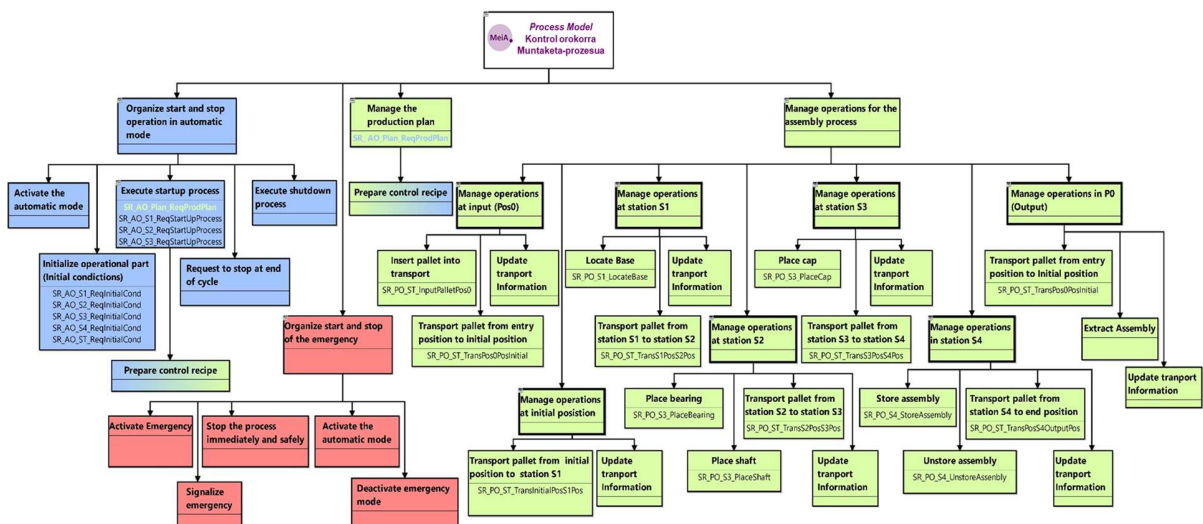 MeiA.
Process Model
Kontrol orokorra
Muntaketa-prozesua
Organize start and stop
operation in automatic
mode
Activate the
automatic mode
Execute startup process
SR_AO_Plan_ReqProdPlan
SR_AO_S1_ReqStartUpProcess
SR_AO_S2_ReqStartUpProcess
SR_AO_S3_ReqStartUpProcess
Execute shutdown
process
Initialize operational part
(Initial condictions)
SR_AO_S1_ReqInitialCond
SR_AO_S2_ReqInitialCond
SR_AO_S3_ReqInitialCond
SR_AO_S4_ReqInitialCond
SR_AO_ST_ReqInitialCond
Request to stop at end of
cycle
Prepare control recipe
Organize start and stop
of the emergency
Activate Emergency
Stop the process
immediately and safely
Activate the
automatic mode
Signalize
emergency
Deactivate emergency
mode
Manage the
production plan
SR_ AO_Plan_ReqProdPlan
Prepare control recipe
Manage operations for the
assembly process
Manage operations
at input (Pos0)
Insert pallet into
transport
SR_PO_ST_InputPalletPos0
Update
tranport
Information
Transport pallet from entry
position to initial position
SR_PO_ST_TransPos0PosInitial
Manage operations
at initial posistion
Transport pallet from initial
position to station S1
SR_PO_ST_TransInitialPosS1Pos
Update
tranport
Information
Manage operations
at station S1
Locate Base
SR_PO_S1_LocateBase
Update
tranport
Information
Transport pallet from
station S1 to station S2
SR_PO_ST_TransS1PosS2Pos
Manage operations
at station S2
Place bearing
SR_PO_S3_PlaceBearing
Transport pallet from
station S2 to station S3
SR_PO_ST_TransS2PosS3Pos
Place shaft
SR_PO_S3_PlaceShaft
Update
tranport
Information
Manage operations
at station S3
Place cap
SR_PO_S3_PlaceCap
Update
tranport
Information
Transport pallet from
station S3 to station S4
SR_PO_ST_TransS3PosS4Pos
Manage operations
in station S4
Store assembly
SR_PO_S4_StoreAssembly
Transport pallet from
station S4 to end position
SR_PO_ST_TransPosS4OutputPos
Unstore assembly
SR_PO_S4_UnstoreAssenbly
Update
tranport
Information
Manage operations in P0
(Output)
Transport pallet from entry
position to Initial position
SR_PO_ST_TransPos0PosInitial
Extract Assembly
Update tranport
Information